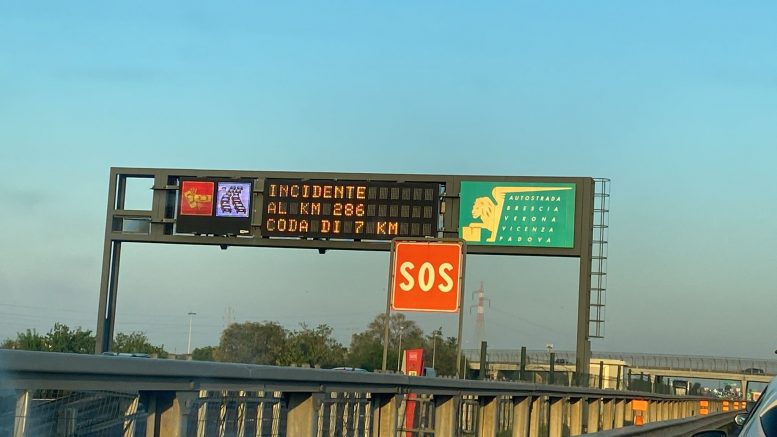 INCIDENTE
AL KM 286
CODA DI 7 KM
AUTOSTRADA
BRESCIA
VERONA
VICENZA
PADOVA
SOS